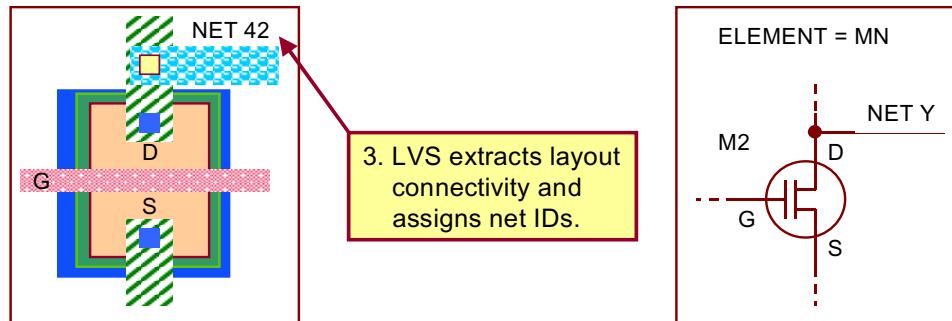 NET 42
D
G
S
3. LVS extracts layout
connectivity and
assigns net IDs.
ELEMENT = MN
NET Y
M2
D
G
S